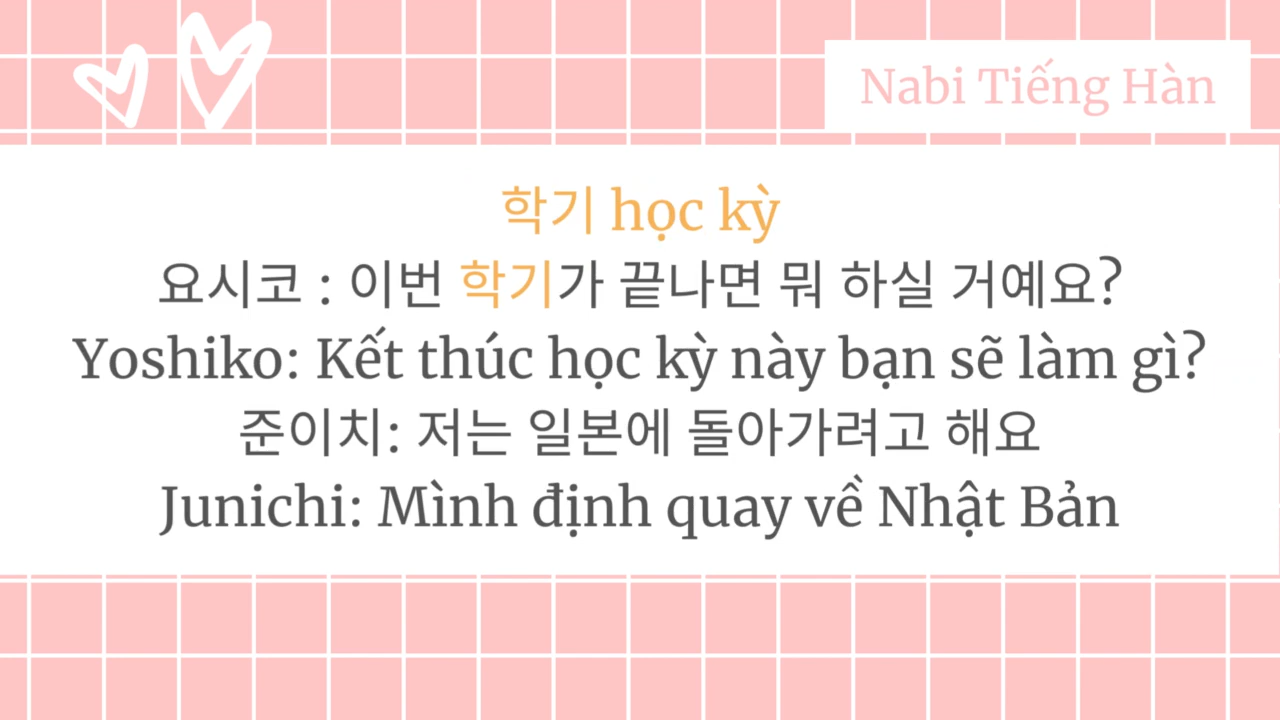 Nabi Tiếng Hàn
학기 học kỳ
요시코 : 이번 학기가 끝나면 뭐 하실 거예요?
Yoshiko: Kết thúc học kỳ này bạn sẽ làm gì?
준이치: 저는 일본에 돌아가려고 해요
Junichi: Mình định quay về Nhật Bản